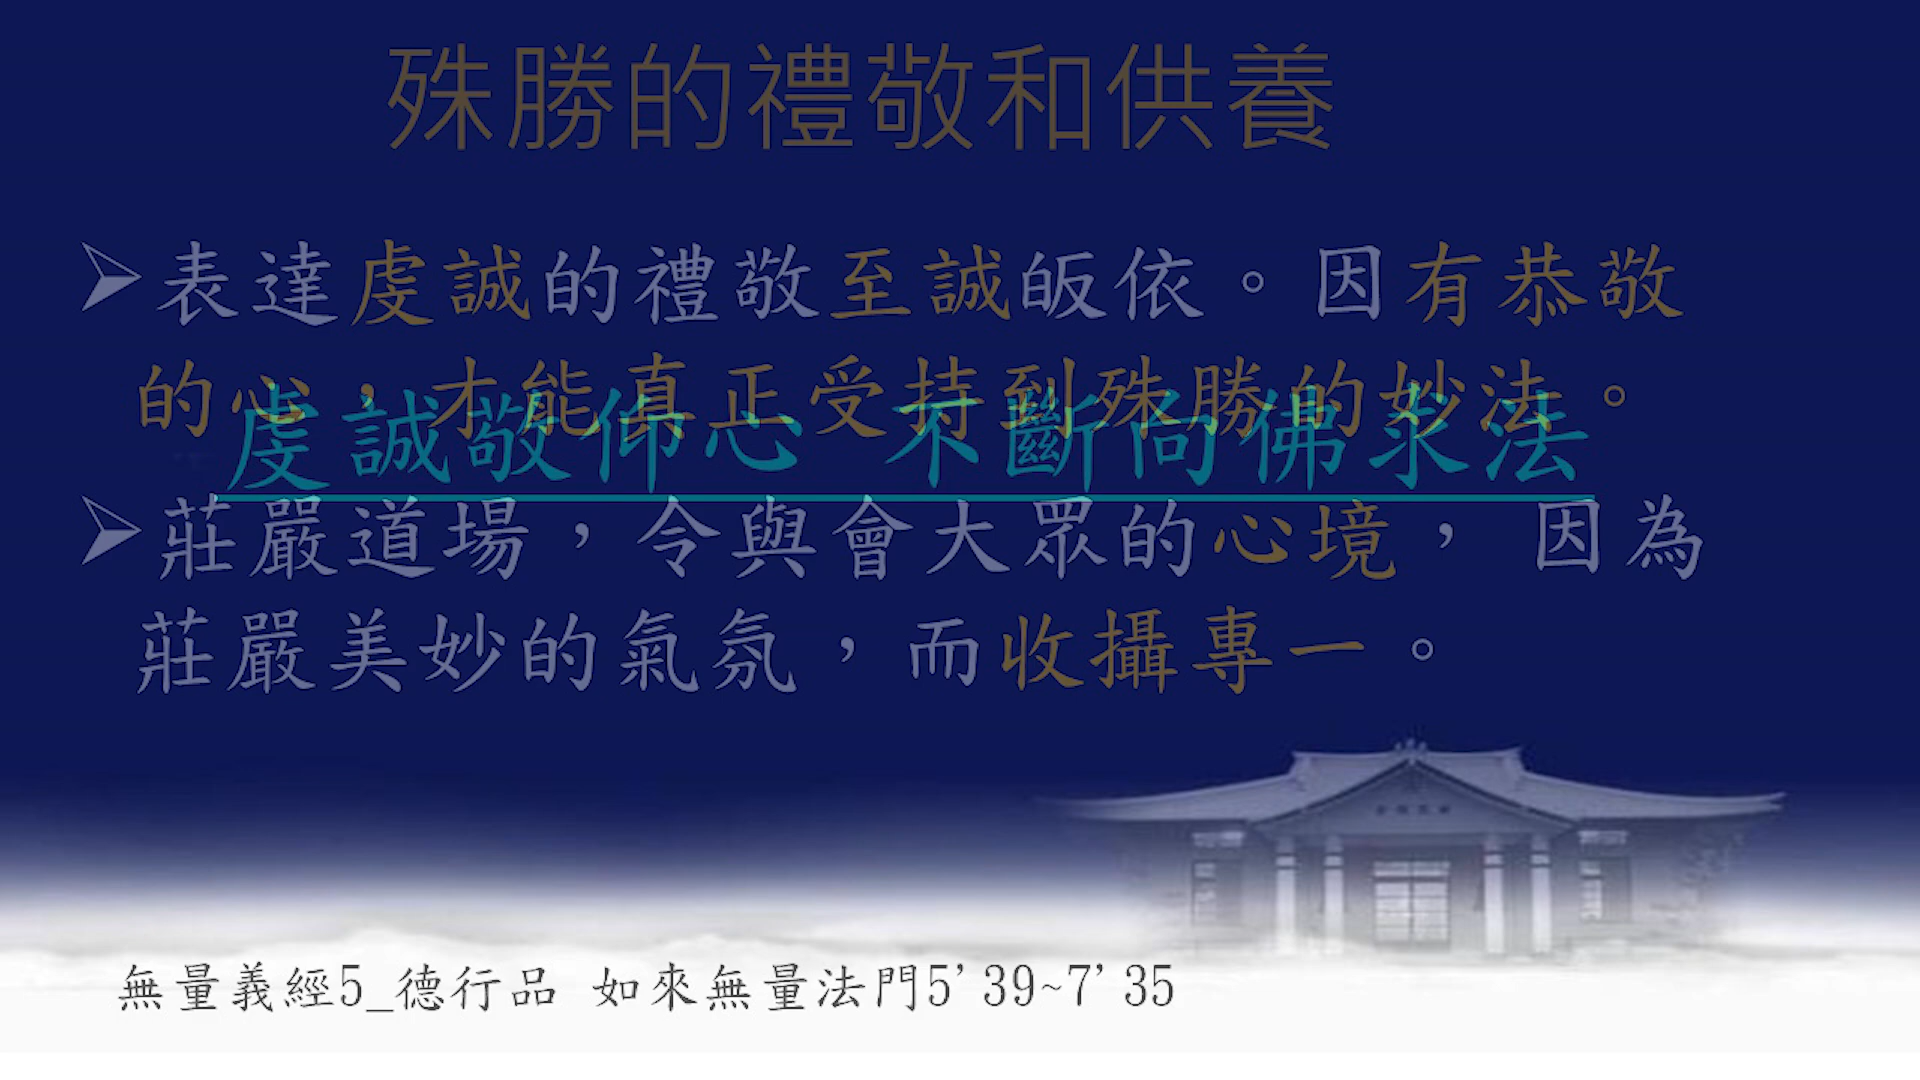 殊勝的禮敬和供養
➢表達虔誠的禮敬至誠皈依。因有恭敬
的心，才能真正受持到殊勝的妙法。
虔誠敬仰心 不斷向佛求法
➢莊嚴道場，令與會大眾的心境， 因為
莊嚴美妙的氣氛，而收攝專一。
無量義經5_德行品 如來無量法門5’39~7’35